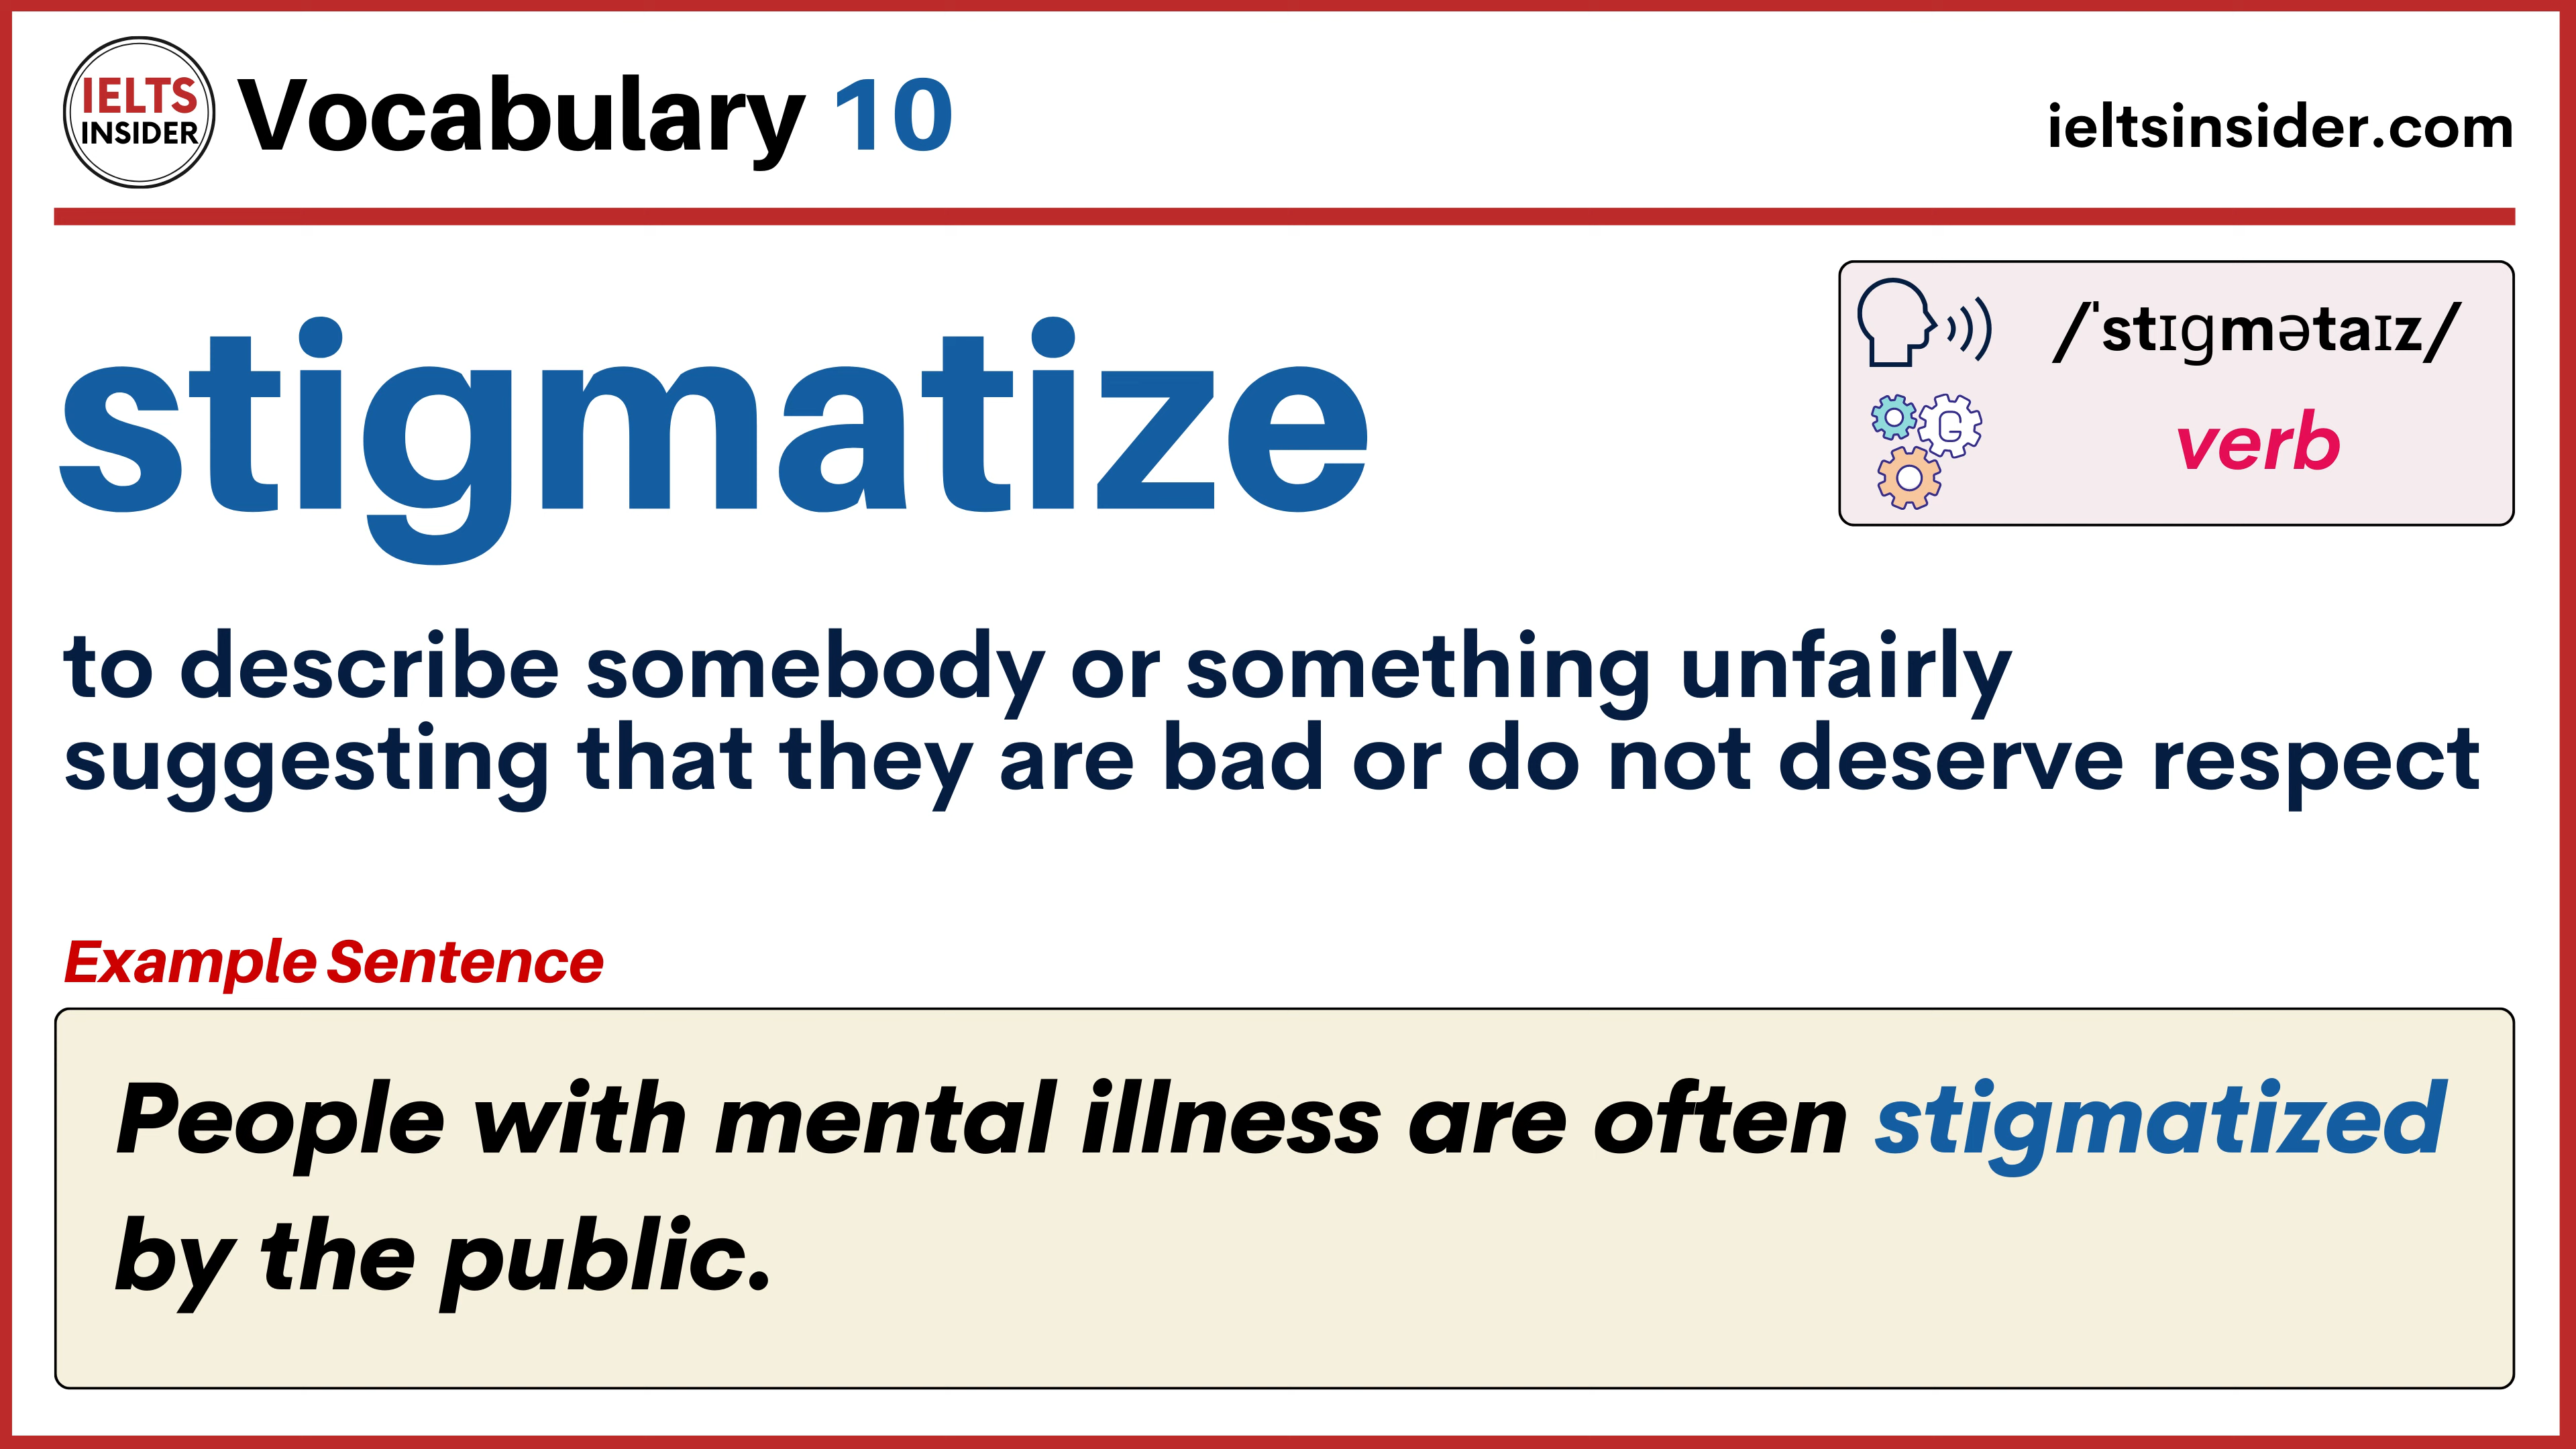 IELTS
INSIDER
Vocabulary 10
ieltsinsider.com
stigmatize
/ˈstɪɡmətaɪz/
G
verb
to describe somebody or something unfairly
suggesting that they are bad or do not deserve respect
Example Sentence
People with mental illness are often stigmatized
by the public.